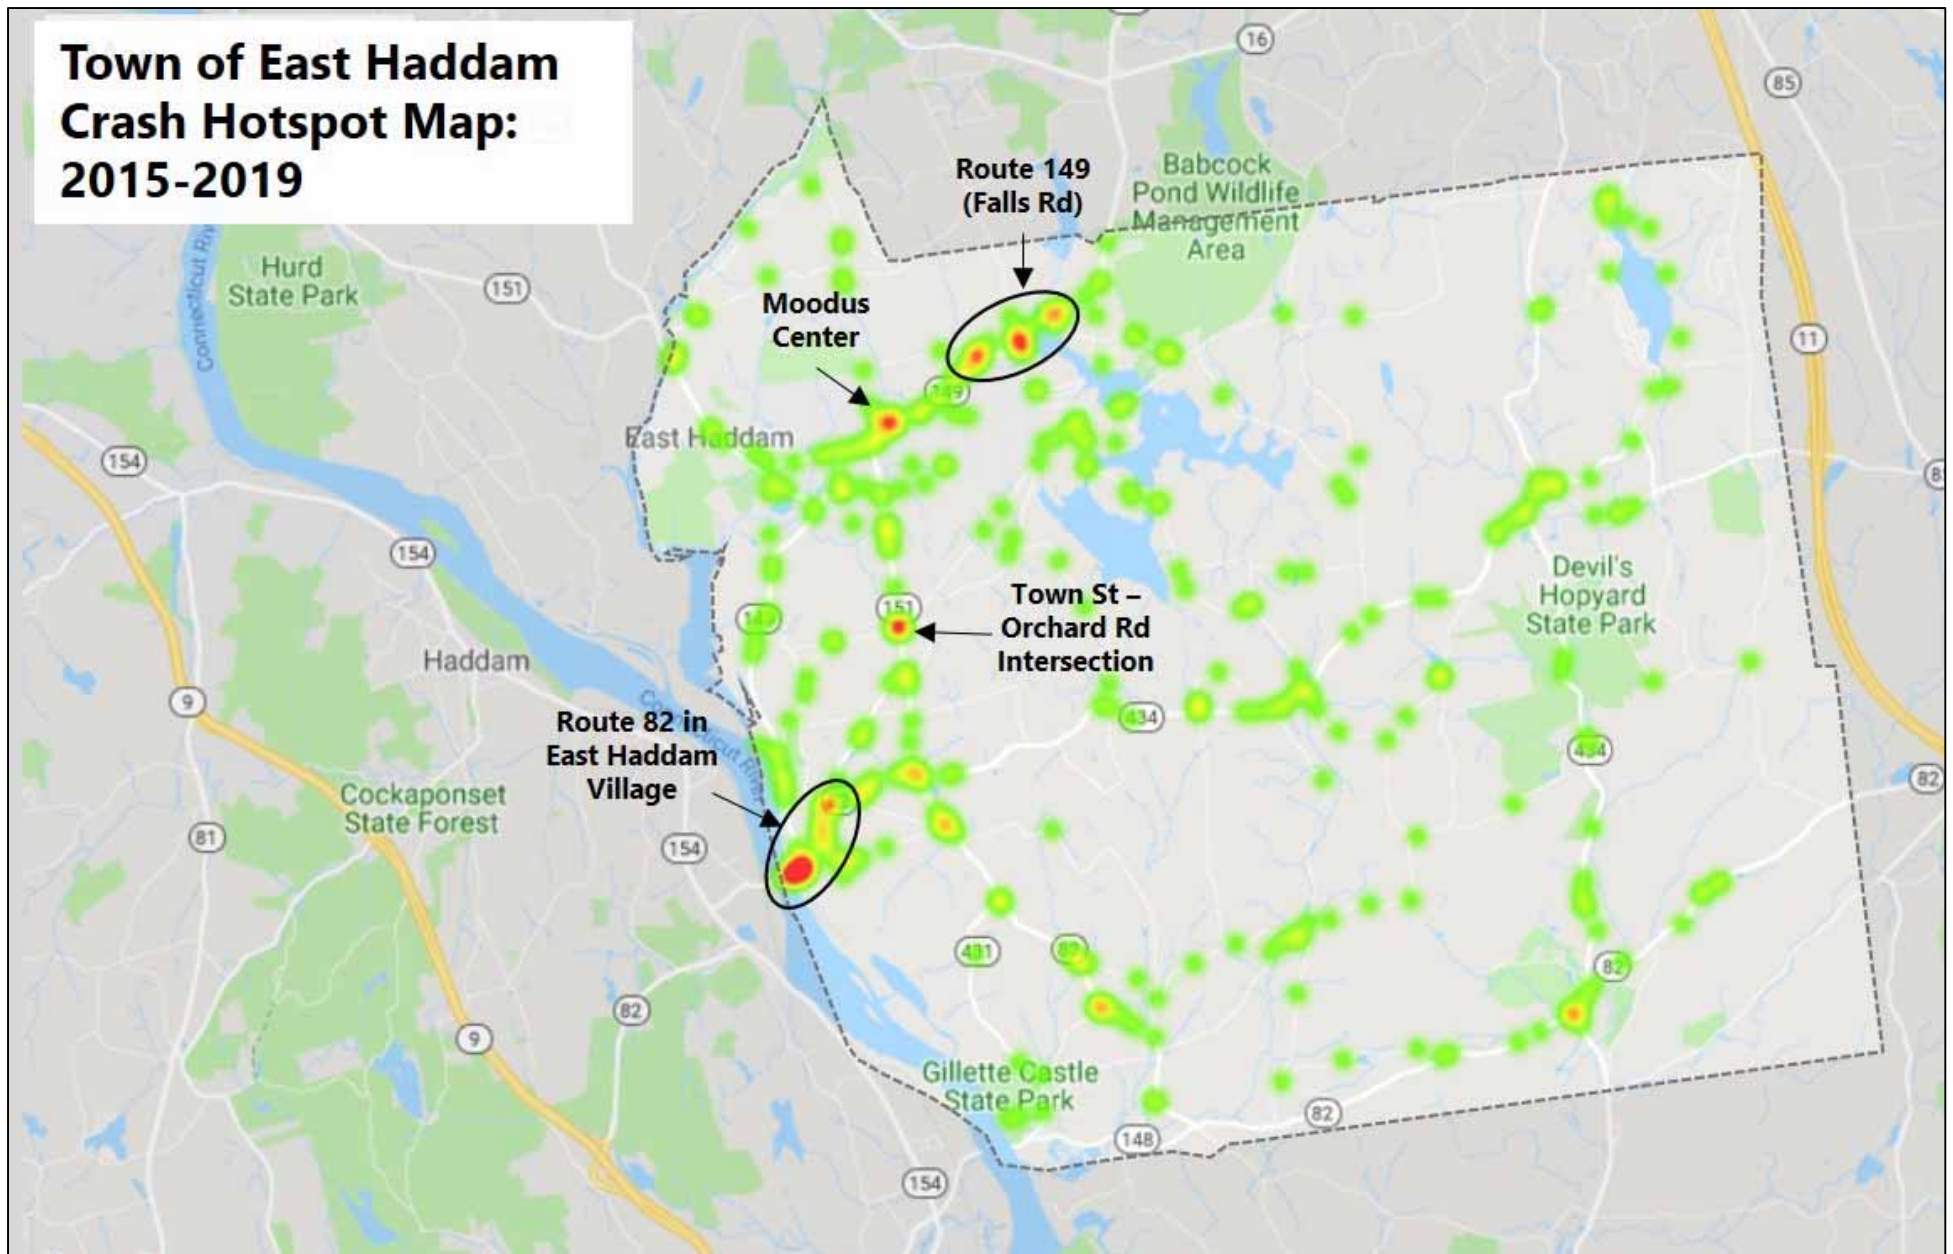 Town of East Haddam
Crash Hotspot Map:
2015-2019
16
85
Route 149
(Falls Rd)
Babcock
Pond Wildlife
Management
Area
Hurd
State Park
151
Connecticut Riv
Moodus
Center
11
149
East Haddam
154
8
154
Devil's
Hopyard
State Park
Town St –
Orchard Rd
Intersection
151
Haddam
9
Route 82 in
East Haddam
Village
434
434
82
Cockaponset
State Forest
81
154
431
82
82
82
9
Gillette Castle
State Park
82
148
154